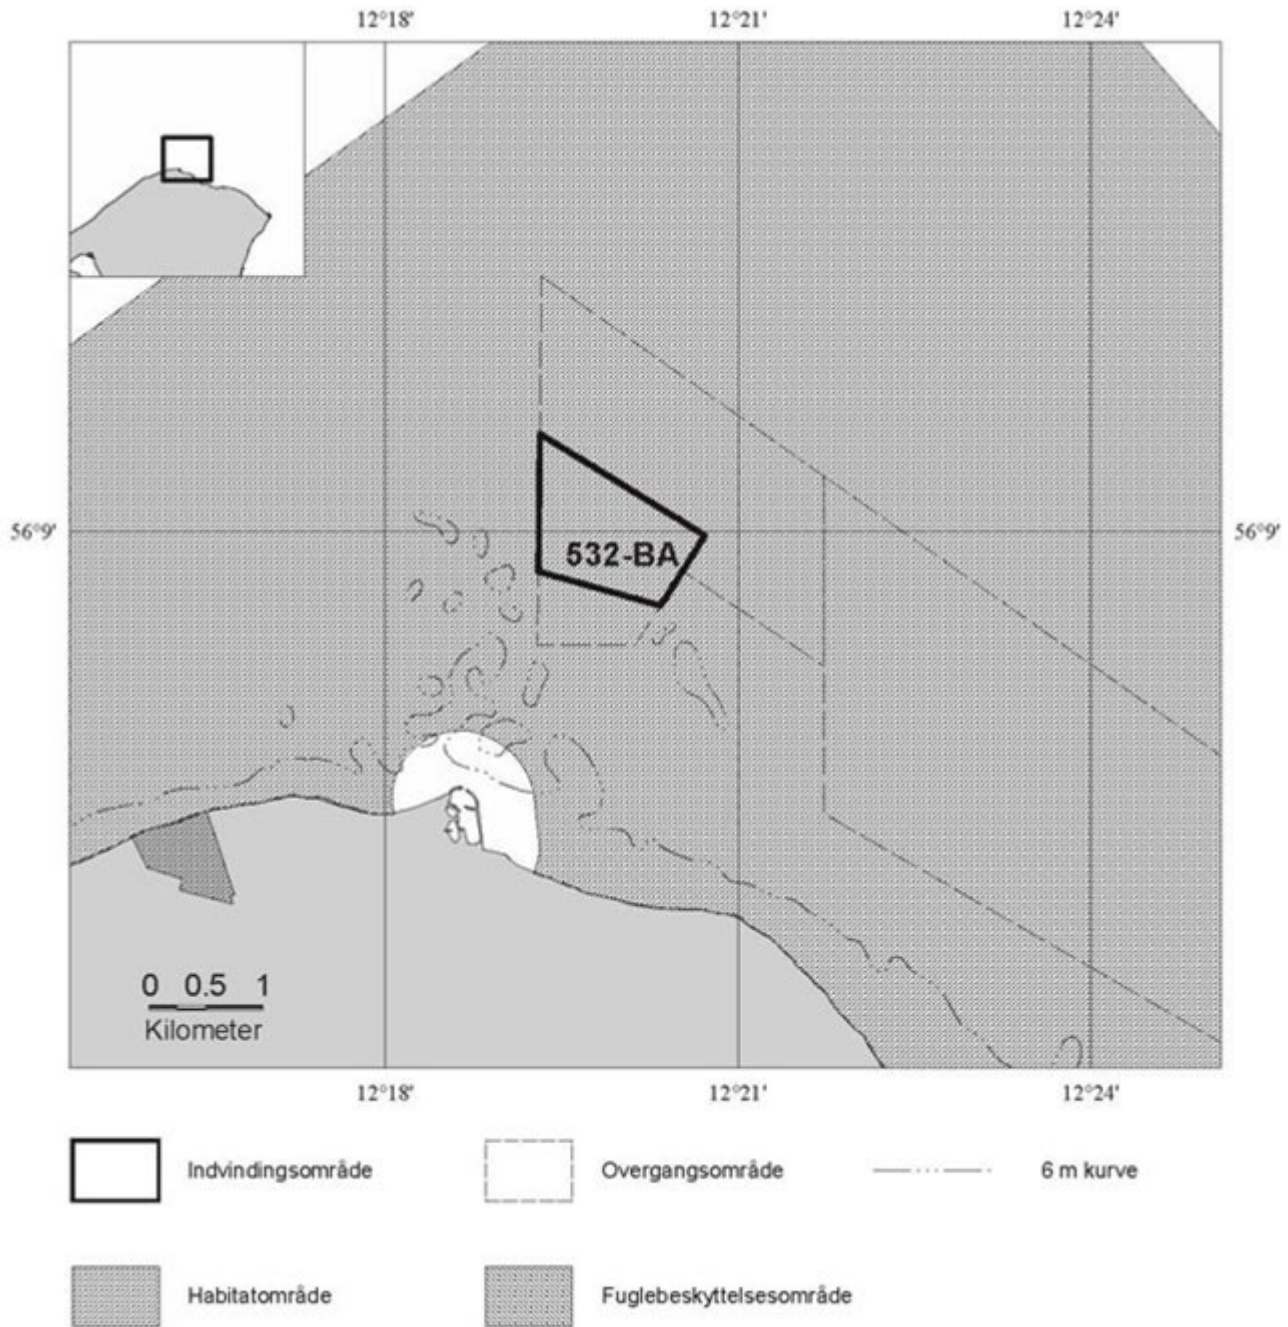 12°18' 12°21' 12°24'
56°9' 56°9'
532-BA
0 0.5 1
Kilometer
12°18' 12°21' 12°24'
Indvindingsområde Overgangsområde 6 m kurve
Habitatområde Fuglebeskyttelsesområde